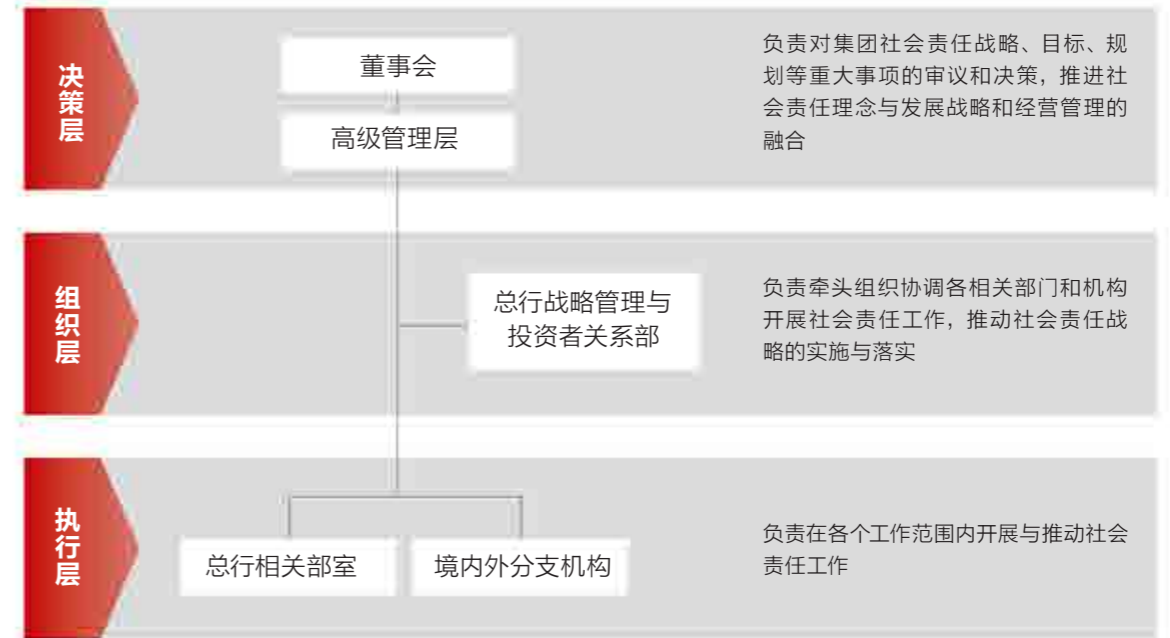 决策层
董事会
高级管理层
负责对集团社会责任战略、目标、规
划等重大事项的审议和决策，推进社
会责任理念与发展战略和经营管理的
融合
组织层
总行战略管理与
投资者关系部
负责牵头组织协调各相关部门和机构
开展社会责任工作，推动社会责任战
略的实施与落实
执行层
总行相关部室
境内外分支机构
负责在各个工作范围内开展与推动社会
责任工作